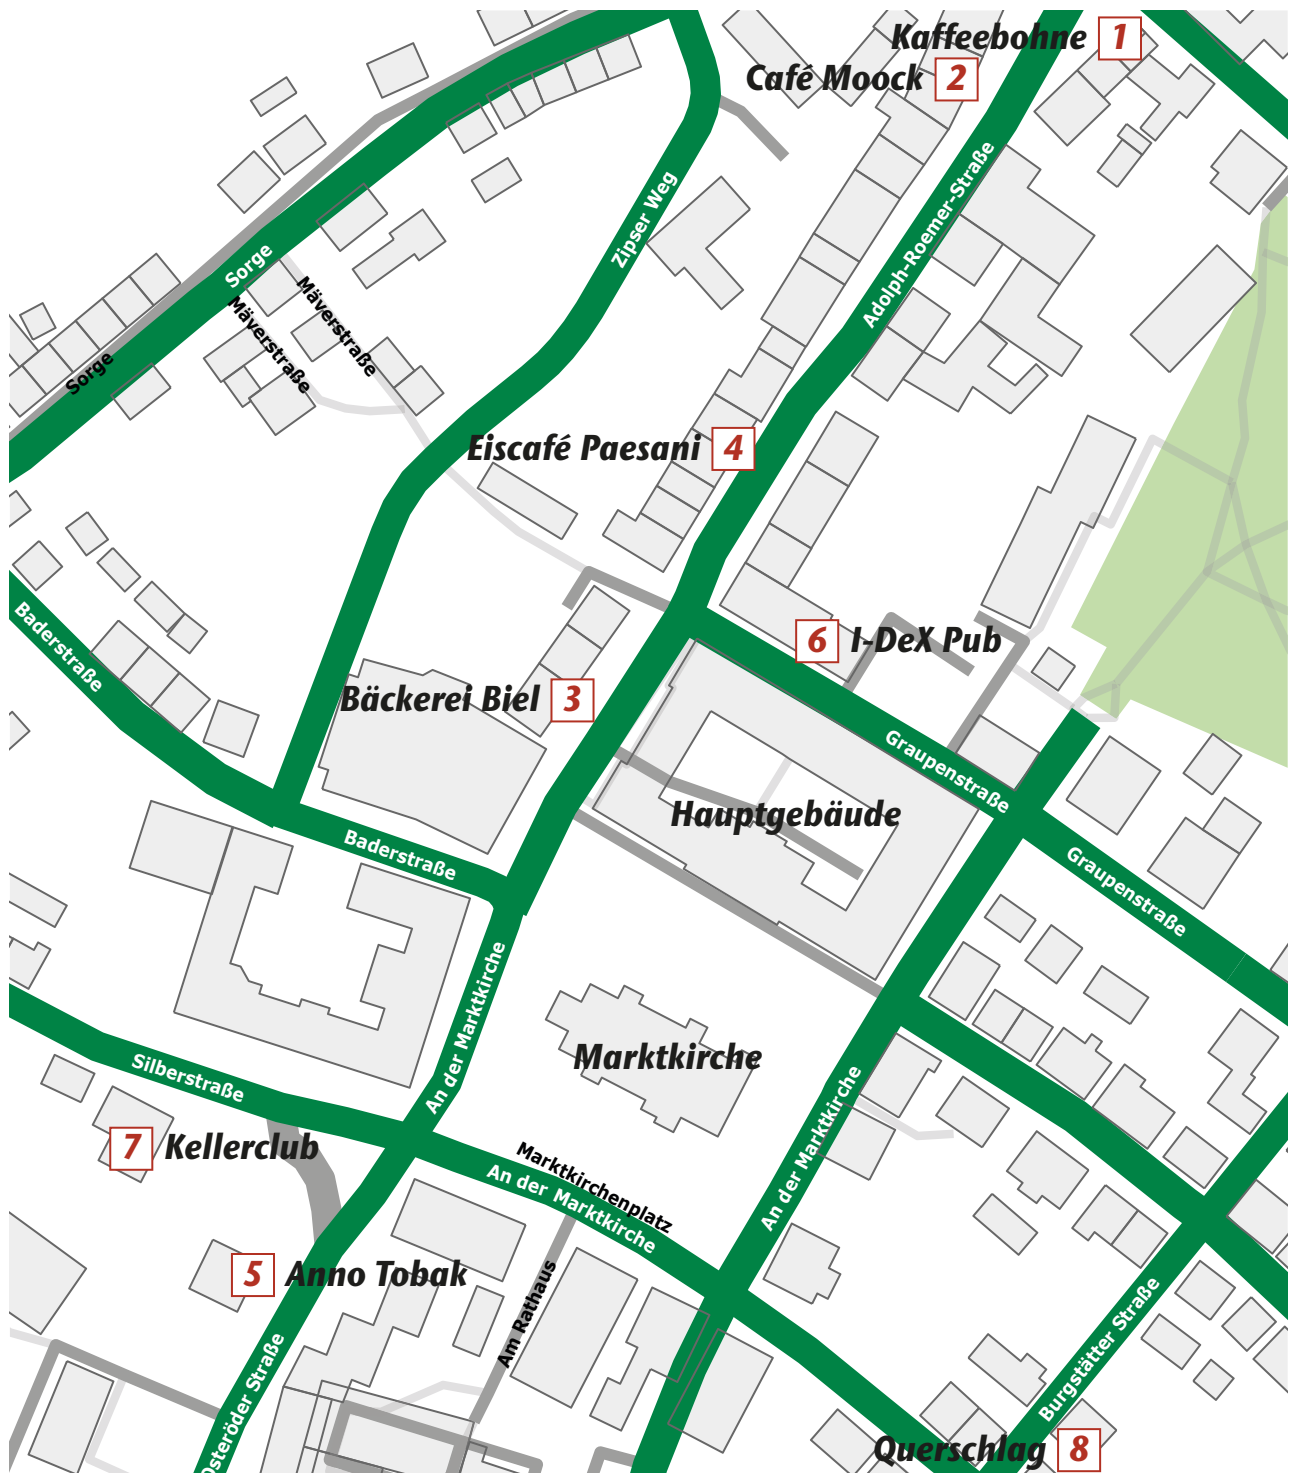 Kaffeebohne 1
Café Moock 2
Adolph-Roemer-Straße
Zipser Weg
Sorge
Mäverstraße
Mäverstraße
Sorge
Eiscafé Paesani 4
Baderstraße
6 I-DeX Pub
Bäckerei Biel 3
Graupenstraße
Hauptgebäude
Baderstraße
Graupenstraße
An der Marktkirche
Marktkirche
Silberstraße
An der Marktkirche
7 Kellerclub
Marktkirchenplatz
An der Marktkirche
5 Anno Tobak
Am Rathaus
Burgstätter Straße
Osteröder Straße
Querschlag 8